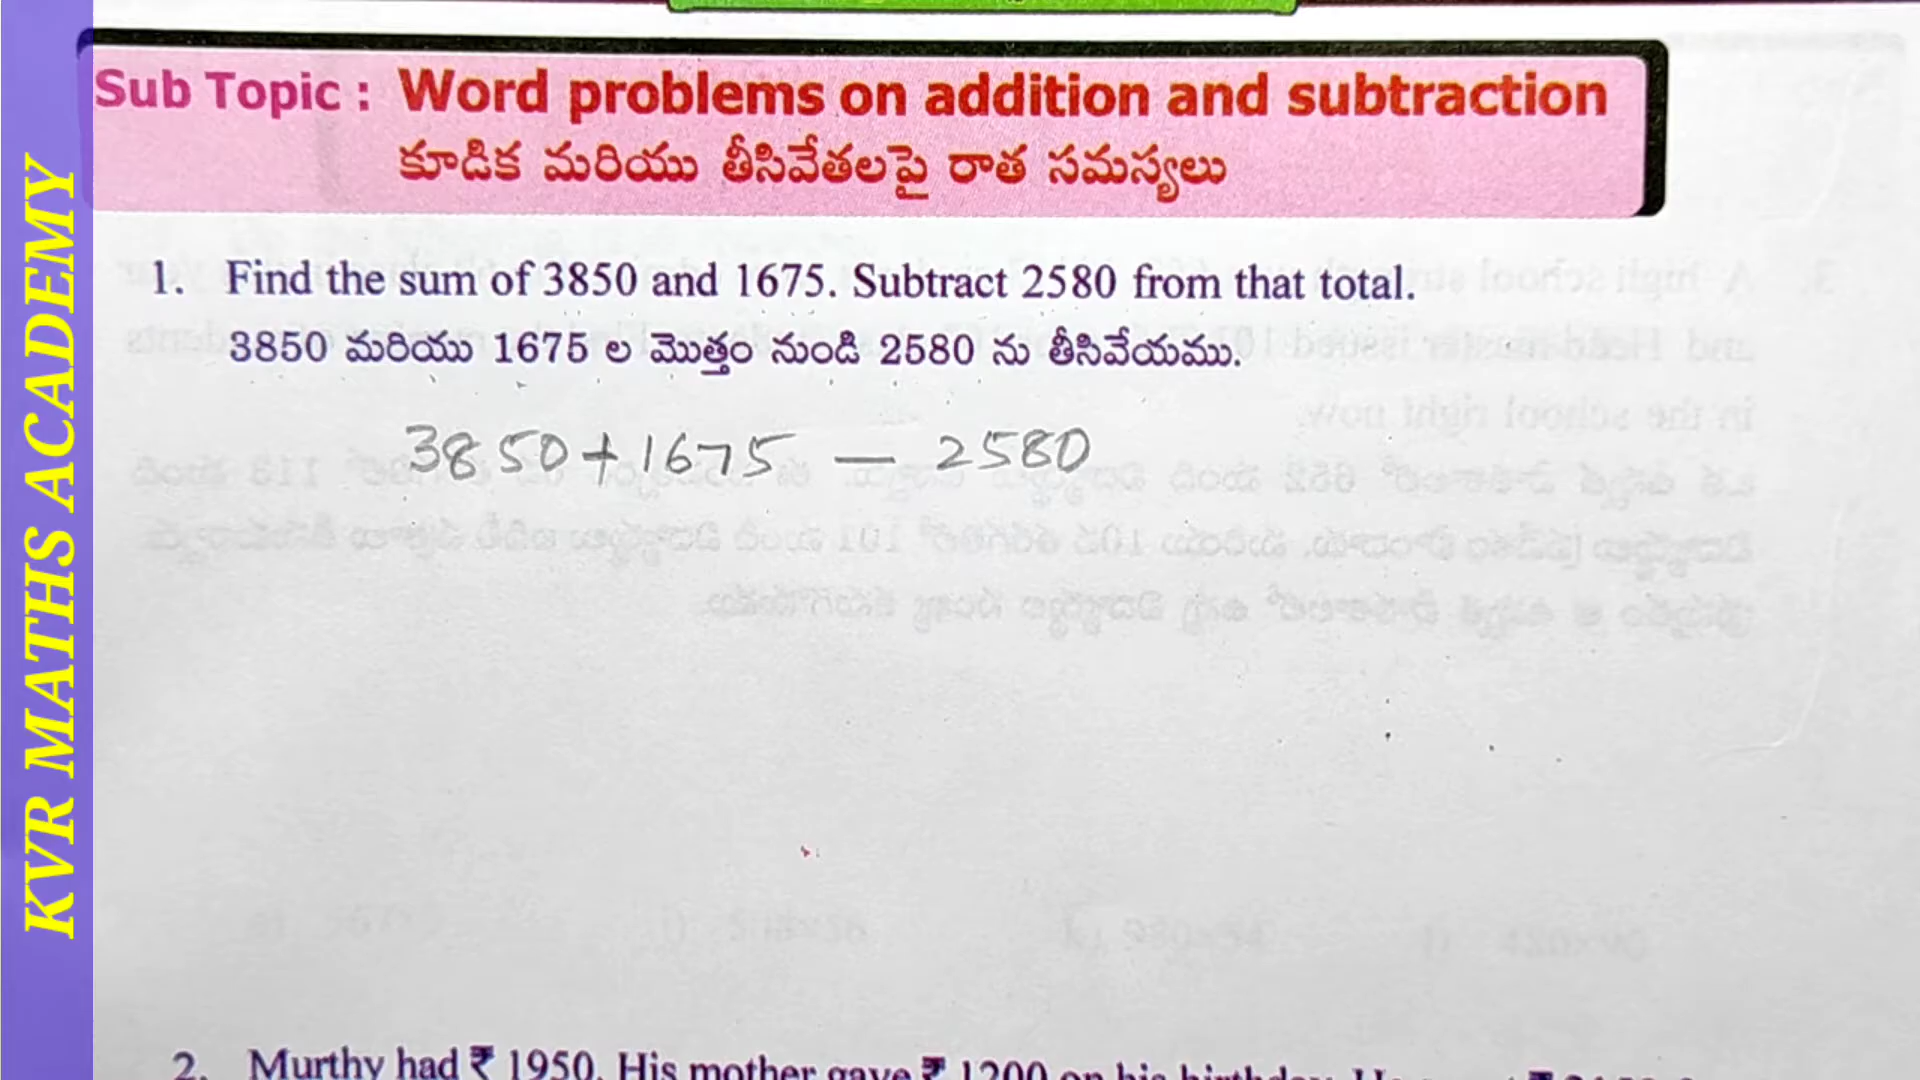 Sub Topic : Word problems on addition and subtraction
కూడిక మరియు తీసివేతలపై రాత సమస్యలు
1. Find the sum of 3850 and 1675. Subtract 2580 from that total.
3850 మరియు 1675 ల మొత్తం నుండి 2580 ను తీసివేయము.
3850+1675 — 2580
2. Murthy had ₹ 1950. His mother gave ₹ 1200 on his birthday.
KVR MATHS ACADEMY